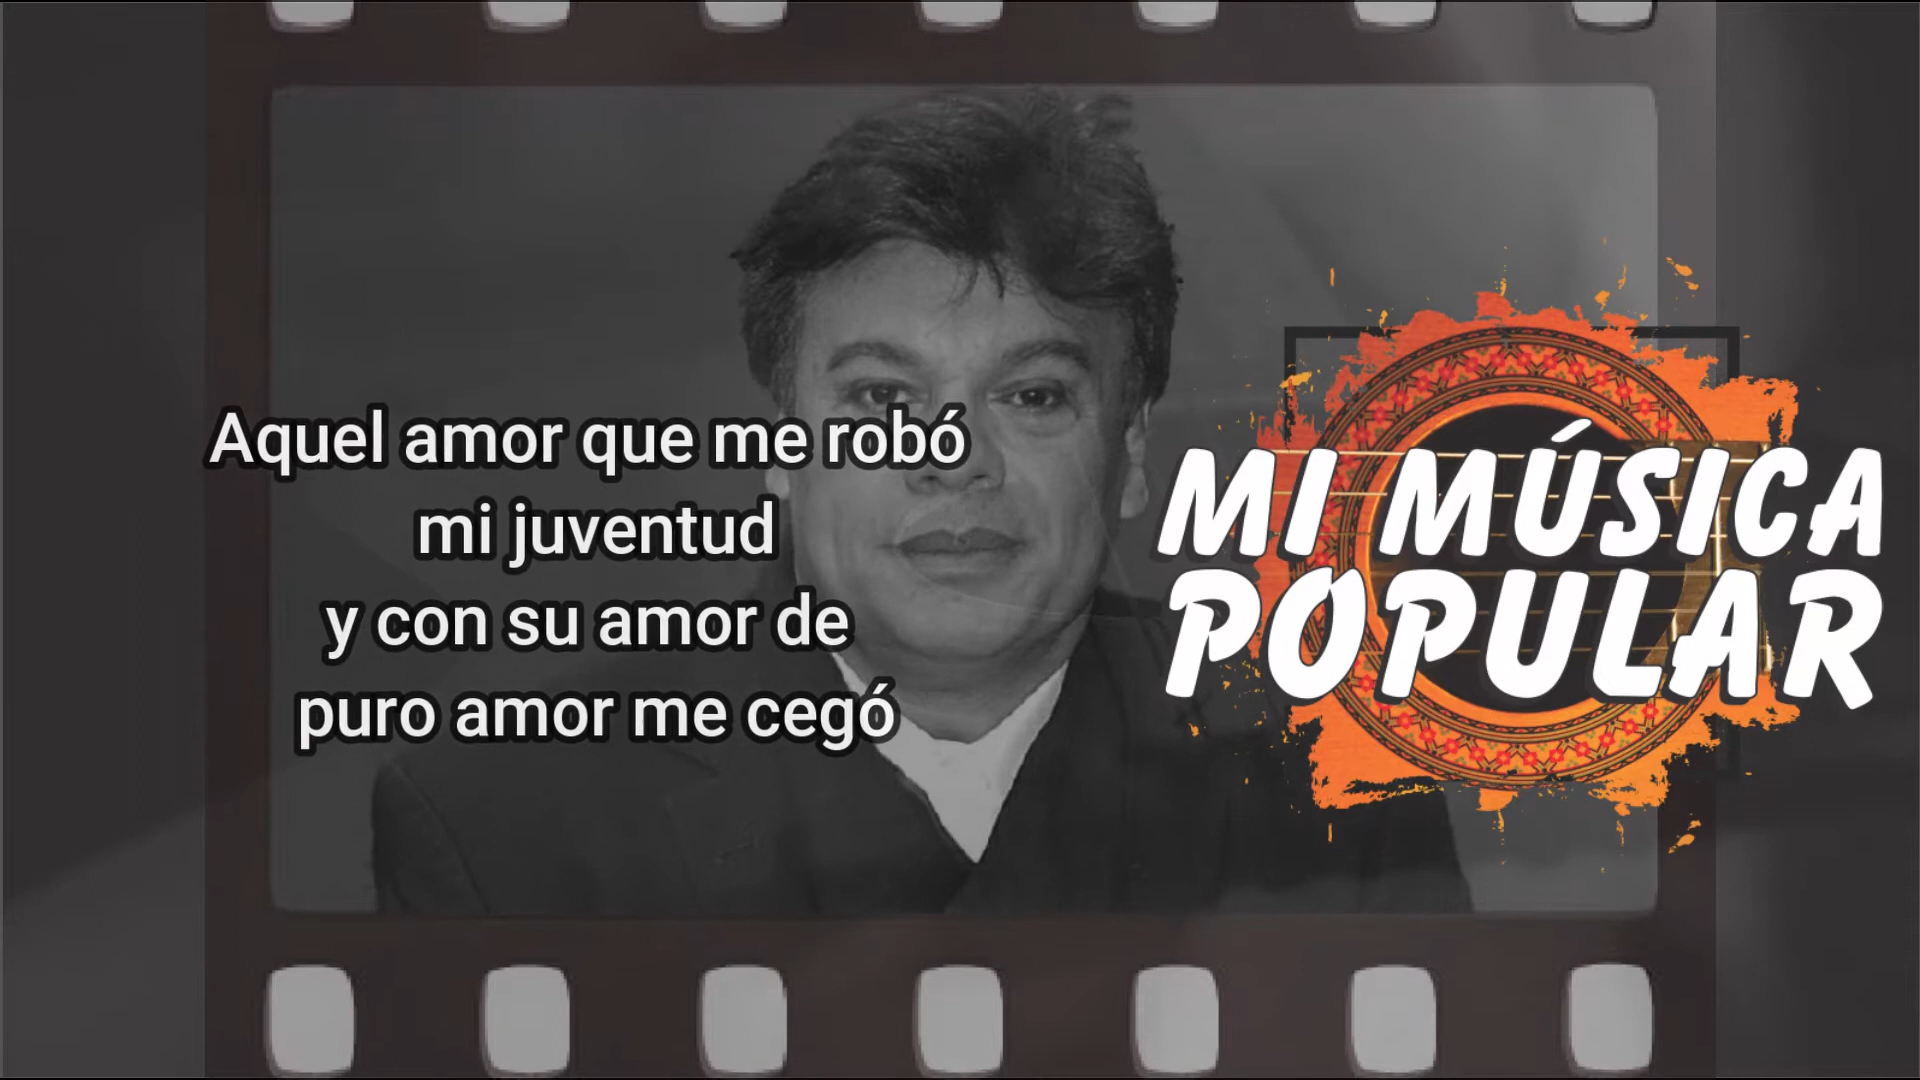 Aquel amor que me robó
mi juventud
y con su amor de
puro amor me cegó
MI MÚSICA
POPULAR